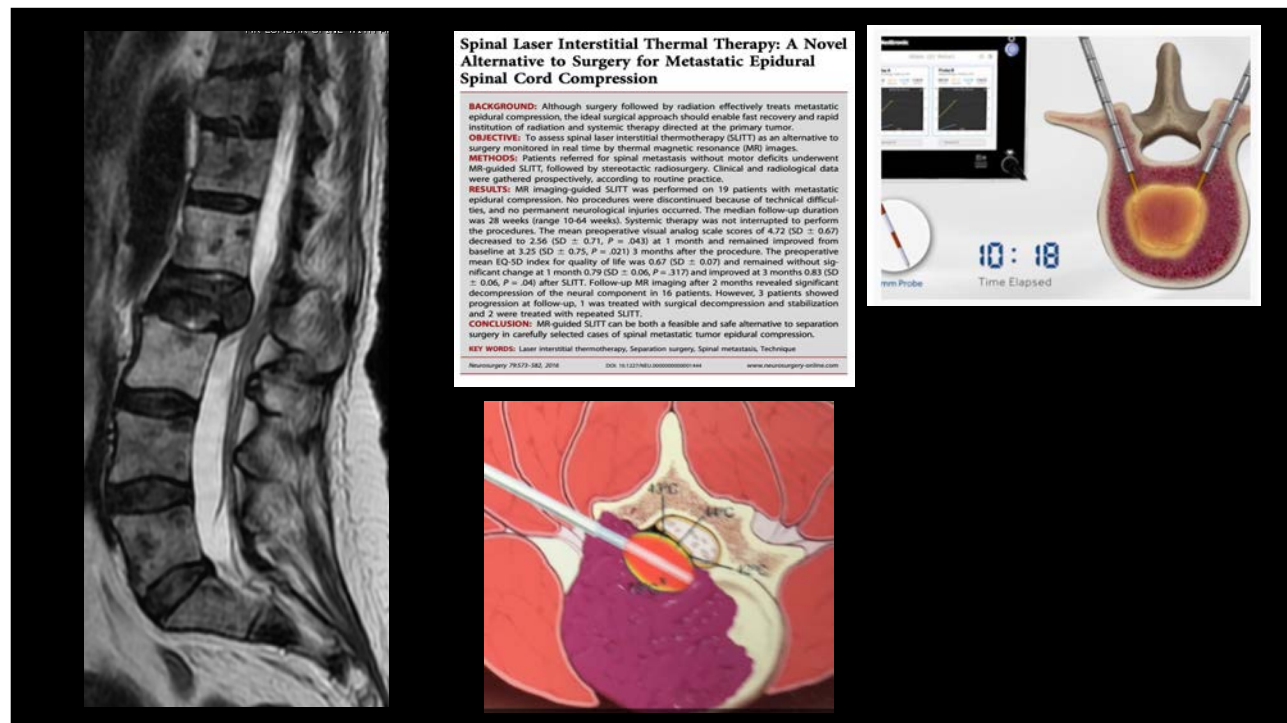 Spinal Laser Interstitial Thermal Therapy: A Novel
Alternative to Surgery for Metastatic Epidural
Spinal Cord Compression
BACKGROUND: Although surgery followed by radiation effectively treats metastatic
epidural compression, the ideal surgical approach should enable fast recovery and rapid
institution of radiation and systemic therapy directed at the primary tumor.
OBJECTIVE: To assess spinal laser interstitial thermotherapy (SLITT) as an alternative to
surgery monitored in real time by thermal magnetic resonance (MR) images.
METHODS: Patients referred for spinal metastasis without motor deficits underwent
MR-guided SLITT, followed by stereotactic radiosurgery. Clinical and radiological data
were gathered prospectively, according to routine practice.
RESULTS: MR imaging-guided SLITT was performed on 19 patients with metastatic
epidural compression. No procedures were discontinued because of technical difficul-
ties, and no permanent neurological injuries occurred. The median follow-up duration
was 28 weeks (range 10-64 weeks). Systemic therapy was not interrupted to perform
the procedures. The mean preoperative visual analog scale scores of 4.72 (SD ± 0.67)
decreased to 2.56 (SD ± 0.71, P = .043) at 1 month and remained improved from
baseline at 3.25 (SD ± 0.75, P = .021) 3 months after the procedure. The preoperative
mean EQ-5D index for quality of life was 0.67 (SD ± 0.07) and remained without sig-
nificant change at 1 month 0.79 (SD ± 0.06, P = .317) and improved at 3 months 0.83 (SD
± 0.06, P = .04) after SLITT. Follow-up MR imaging after 2 months revealed significant
decompression of the neural component in 16 patients. However, 3 patients showed
progression at follow-up, 1 was treated with surgical decompression and stabilization
and 2 were treated with repeated SLITT.
CONCLUSION: MR-guided SLITT can be both a feasible and safe alternative to separation
surgery in carefully selected cases of spinal metastatic tumor epidural compression.
KEY WORDS: Laser interstitial thermotherapy, Separation surgery, Spinal metastasis, Technique
Neurosurgery 79:573–582, 2016 DOI: 10.1227/NEU.0000000000001444 www.neurosurgery-online.com
mm Probe
10:18
Time Elapsed
43°C
44°C
42°C